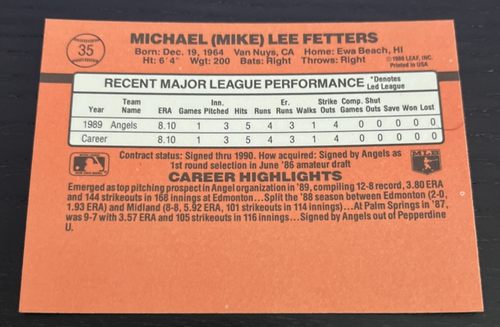 35
MICHAEL (MIKE) LEE FETTERS
Born: Dec. 19, 1964 Van Nuys, CA Home: Ewa Beach, HI
Ht: 6' 4" Wgt: 200 Bats: Right Throws: Right
©1990 LEAF, INC.
Printed in USA
RECENT MAJOR LEAGUE PERFORMANCE *Denotes Led League
Year Team Name ERA Games Inn. Pitched Hits Runs Er. Runs Walks Strike Outs Comp. Games Shut Outs Save Won Lost
1989 Angels 8.10 1 3 5 4 3 1 4 0 0 0 0 0
Career 8.10 1 3 5 4 3 1 4 0 0 0 0 0
Contract status: Signed thru 1990. How acquired: Signed by Angels as
1st round selection in June '86 amateur draft
CAREER HIGHLIGHTS
Emerged as top pitching prospect in Angel organization in '89, compiling 12-8 record, 3.80 ERA
and 144 strikeouts in 168 innings at Edmonton...Split the '88 season between Edmonton (2-0,
1.93 ERA) and Midland (8-8, 5.92 ERA, 101 strikeouts in 114 innings)...At Palm Springs in '87,
was 9-7 with 3.57 ERA and 105 strikeouts in 116 innings...Signed by Angels out of Pepperdine
U.